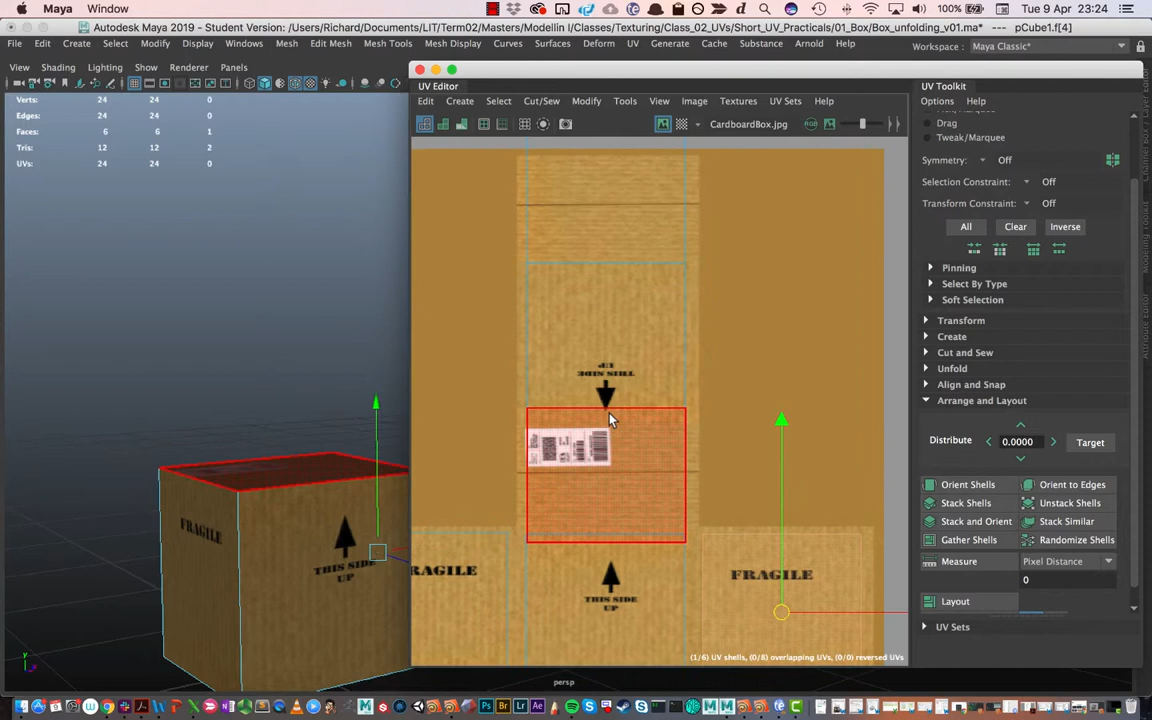 Maya Window 100% Tue 9 Apr 23:24
Autodesk Maya 2019 - Student Version: /Users/Richard/Documents/LIT/Term02/Masters/Modellin I/Classes/Texturing/Class_02_UVs/Short_UV_Practicals/01_Box/Box_unfolding_v01.ma* --- pCube1.f[4]
File Edit Create Select Modify Display Windows Mesh Edit Mesh Mesh Tools Mesh Display Curves Surfaces Deform UV Generate Cache Substance Arnold Help Workspace : Maya Classic*
View Shading Lighting Show Renderer Panels
UV Editor UV Toolkit
Verts: 24 24 0
Edges: 24 24 0
Faces: 6 6 1
Tris: 12 12 2
UVs: 24 24 0
Edit Create Select Cut/Sew Modify Tools View Image Textures UV Sets Help
Options Help
CardboardBox.jpg
Drag
Tweak/Marquee
Symmetry: Off
Selection Constraint: Off
Transform Constraint: Off
All Clear Inverse
Pinning
Select By Type
Soft Selection
Transform
Create
Cut and Sew
Unfold
Align and Snap
Arrange and Layout
Distribute 0.0000 Target
Orient Shells Orient to Edges
Stack Shells Unstack Shells
Stack and Orient Stack Similar
Gather Shells Randomize Shells
Measure Pixel Distance
0
Layout
UV Sets
UP
THIS SIDE
FRAGILE
THIS SIDE
UP
RAGILE
THIS SIDE
UP
FRAGILE
(1/6) UV shells, (0/8) overlapping UVs, (0/0) reversed UVs
persp